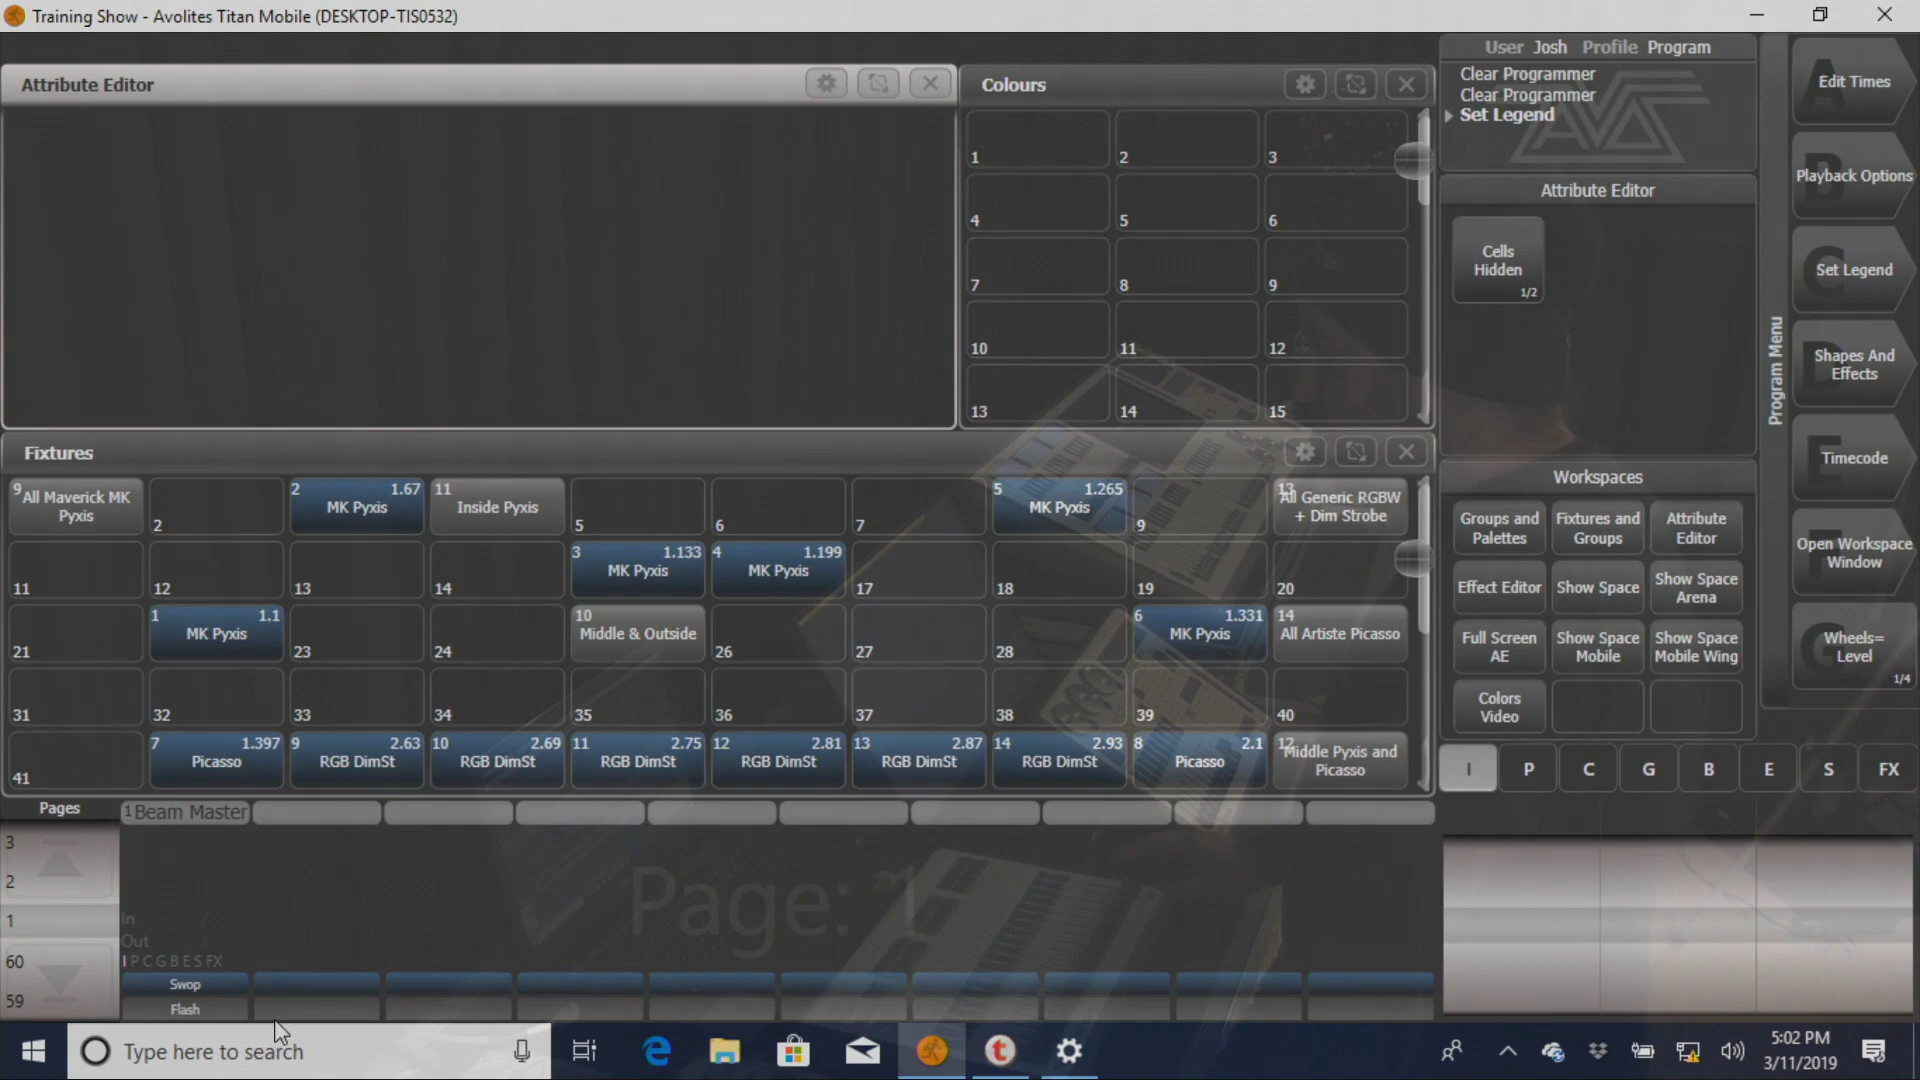 Training Show - Avolites Titan Mobile (DESKTOP-TIS0532)
Attribute Editor
Colours
1 2 3
4 5 6
7 8 9
10 11 12
13 14 15
Fixtures
9 All Maverick MK Pyxis
2
2 1.67 MK Pyxis
11 Inside Pyxis
5
6
7
5 1.265 MK Pyxis
9
13 All Generic RGBW + Dim Strobe
11
12
13
14
3 1.133 MK Pyxis
4 1.199 MK Pyxis
17
18
19
20
21
1 1.1 MK Pyxis
23
24
10 Middle & Outside
26
27
28
6 1.331 MK Pyxis
14 All Artiste Picasso
31 32 33 34 35 36 37 38 39 40
41
7 1.397 Picasso
9 2.63 RGB DimSt
10 2.69 RGB DimSt
11 2.75 RGB DimSt
12 2.81 RGB DimSt
13 2.87 RGB DimSt
14 2.93 RGB DimSt
8 2.1 Picasso
12 Middle Pyxis and Picasso
Pages
3
2
1
60
59
1 Beam Master
Page: 1
In /
Out
I P C G B E S FX
Swop
Flash
User Josh Profile Program
Clear Programmer
Clear Programmer
Set Legend
Attribute Editor
Cells
Hidden
1/2
Workspaces
Groups and Palettes
Fixtures and Groups
Attribute Editor
Effect Editor
Show Space
Show Space Arena
Full Screen AE
Show Space Mobile
Show Space Mobile Wing
Colors Video
I P C G B E S FX
Program Menu
A Edit Times
B Playback Options
C Set Legend
D Shapes And Effects
E Timecode
F Open Workspace Window
G Wheels= Level 1/4
Type here to search
5:02 PM
3/11/2019